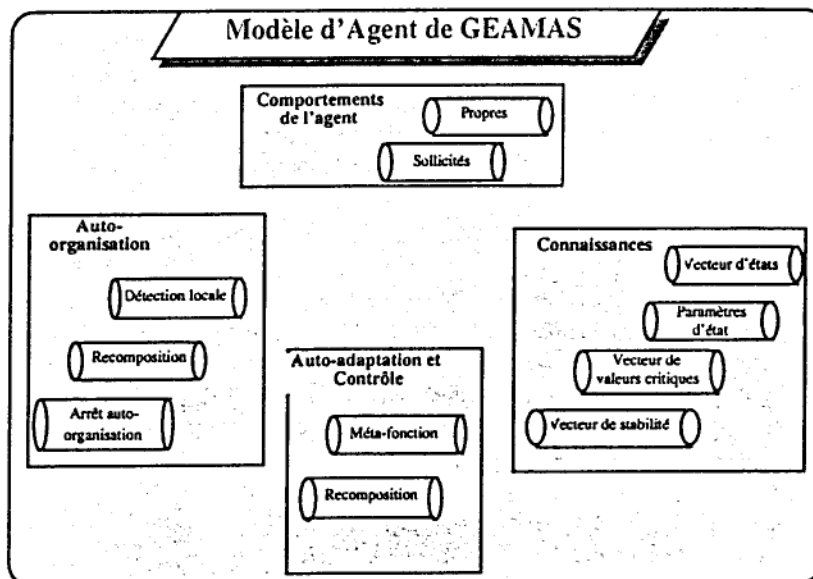 Modèle d'Agent de GEAMAS
Comportements
de l'agent
Propres
Sollicités
Auto-
organisation
Détection locale
Recomposition
Arrêt auto-
organisation
Auto-adaptation et
Contrôle
Méta-fonction
Recomposition
Connaissances
Vecteur d'états
Paramètres
d'état
Vecteur de
valeurs critiques
Vecteur de stabilité